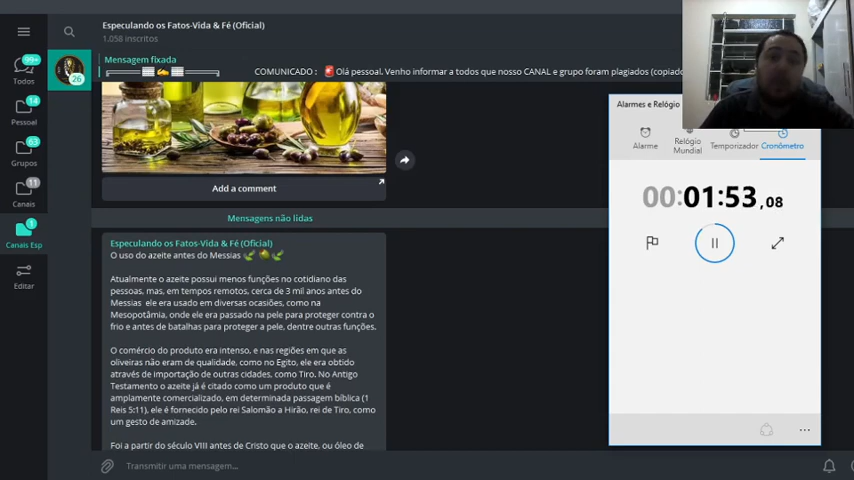 Especulando os Fatos-Vida & Fé (Oficial)
1.058 inscritos
Mensagem fixada
COMUNICADO : 🚨 Olá pessoal. Venho informar a todos que nosso CANAL e grupo foram plagiados (copiado
99+
Todos
14
Pessoal
63
Grupos
11
Canais
1
Canais Esp
Editar
26
Add a comment
Mensagens não lidas
Especulando os Fatos-Vida & Fé (Oficial)
O uso do azeite antes do Messias
Atualmente o azeite possui menos funções no cotidiano das
pessoas, mas, em tempos remotos, cerca de 3 mil anos antes do
Messias ele era usado em diversas ocasiões, como na
Mesopotâmia, onde ele era passado na pele para proteger contra o
frio e antes de batalhas para proteger a pele, dentre outras funções.
O comércio do produto era intenso, e nas regiões em que as
oliveiras não eram de qualidade, como no Egito, ele era obtido
através de importação de outras cidades, como Tiro. No Antigo
Testamento o azeite já é citado como um produto que é
amplamente comercializado, em determinada passagem bíblica (1
Reis 5:11), ele é fornecido pelo rei Salomão a Hirão, rei de Tiro, como
um gesto de amizade.
Foi a partir do século VIII antes de Cristo que o azeite, ou óleo de
Transmitir uma mensagem...
Alarmes e Relógio
Alarme
Relógio
Mundial
Temporizador
Cronômetro
00:01:53,08